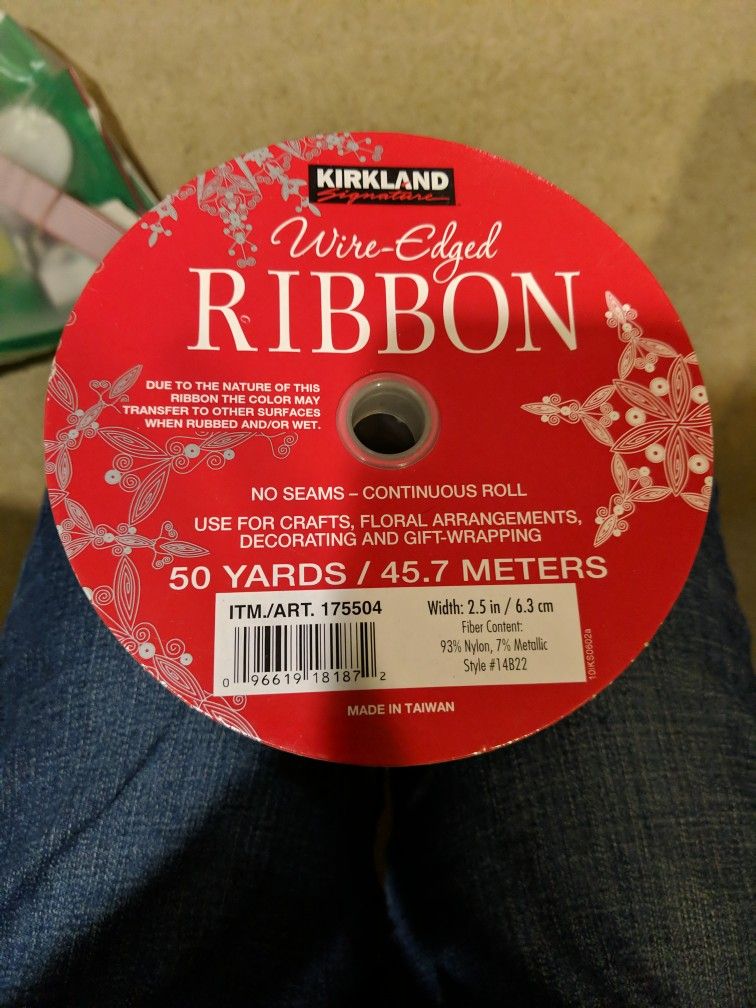 KIRKLAND
Signature
Wire-Edged
RIBBON
DUE TO THE NATURE OF THIS
RIBBON THE COLOR MAY
TRANSFER TO OTHER SURFACES
WHEN RUBBED AND/OR WET.
NO SEAMS – CONTINUOUS ROLL
USE FOR CRAFTS, FLORAL ARRANGEMENTS,
DECORATING AND GIFT-WRAPPING
50 YARDS / 45.7 METERS
ITM./ART. 175504
0 96619 18187 2
Width: 2.5 in / 6.3 cm
Fiber Content:
93% Nylon, 7% Metallic
Style #14B22
10IKS0602a
MADE IN TAIWAN